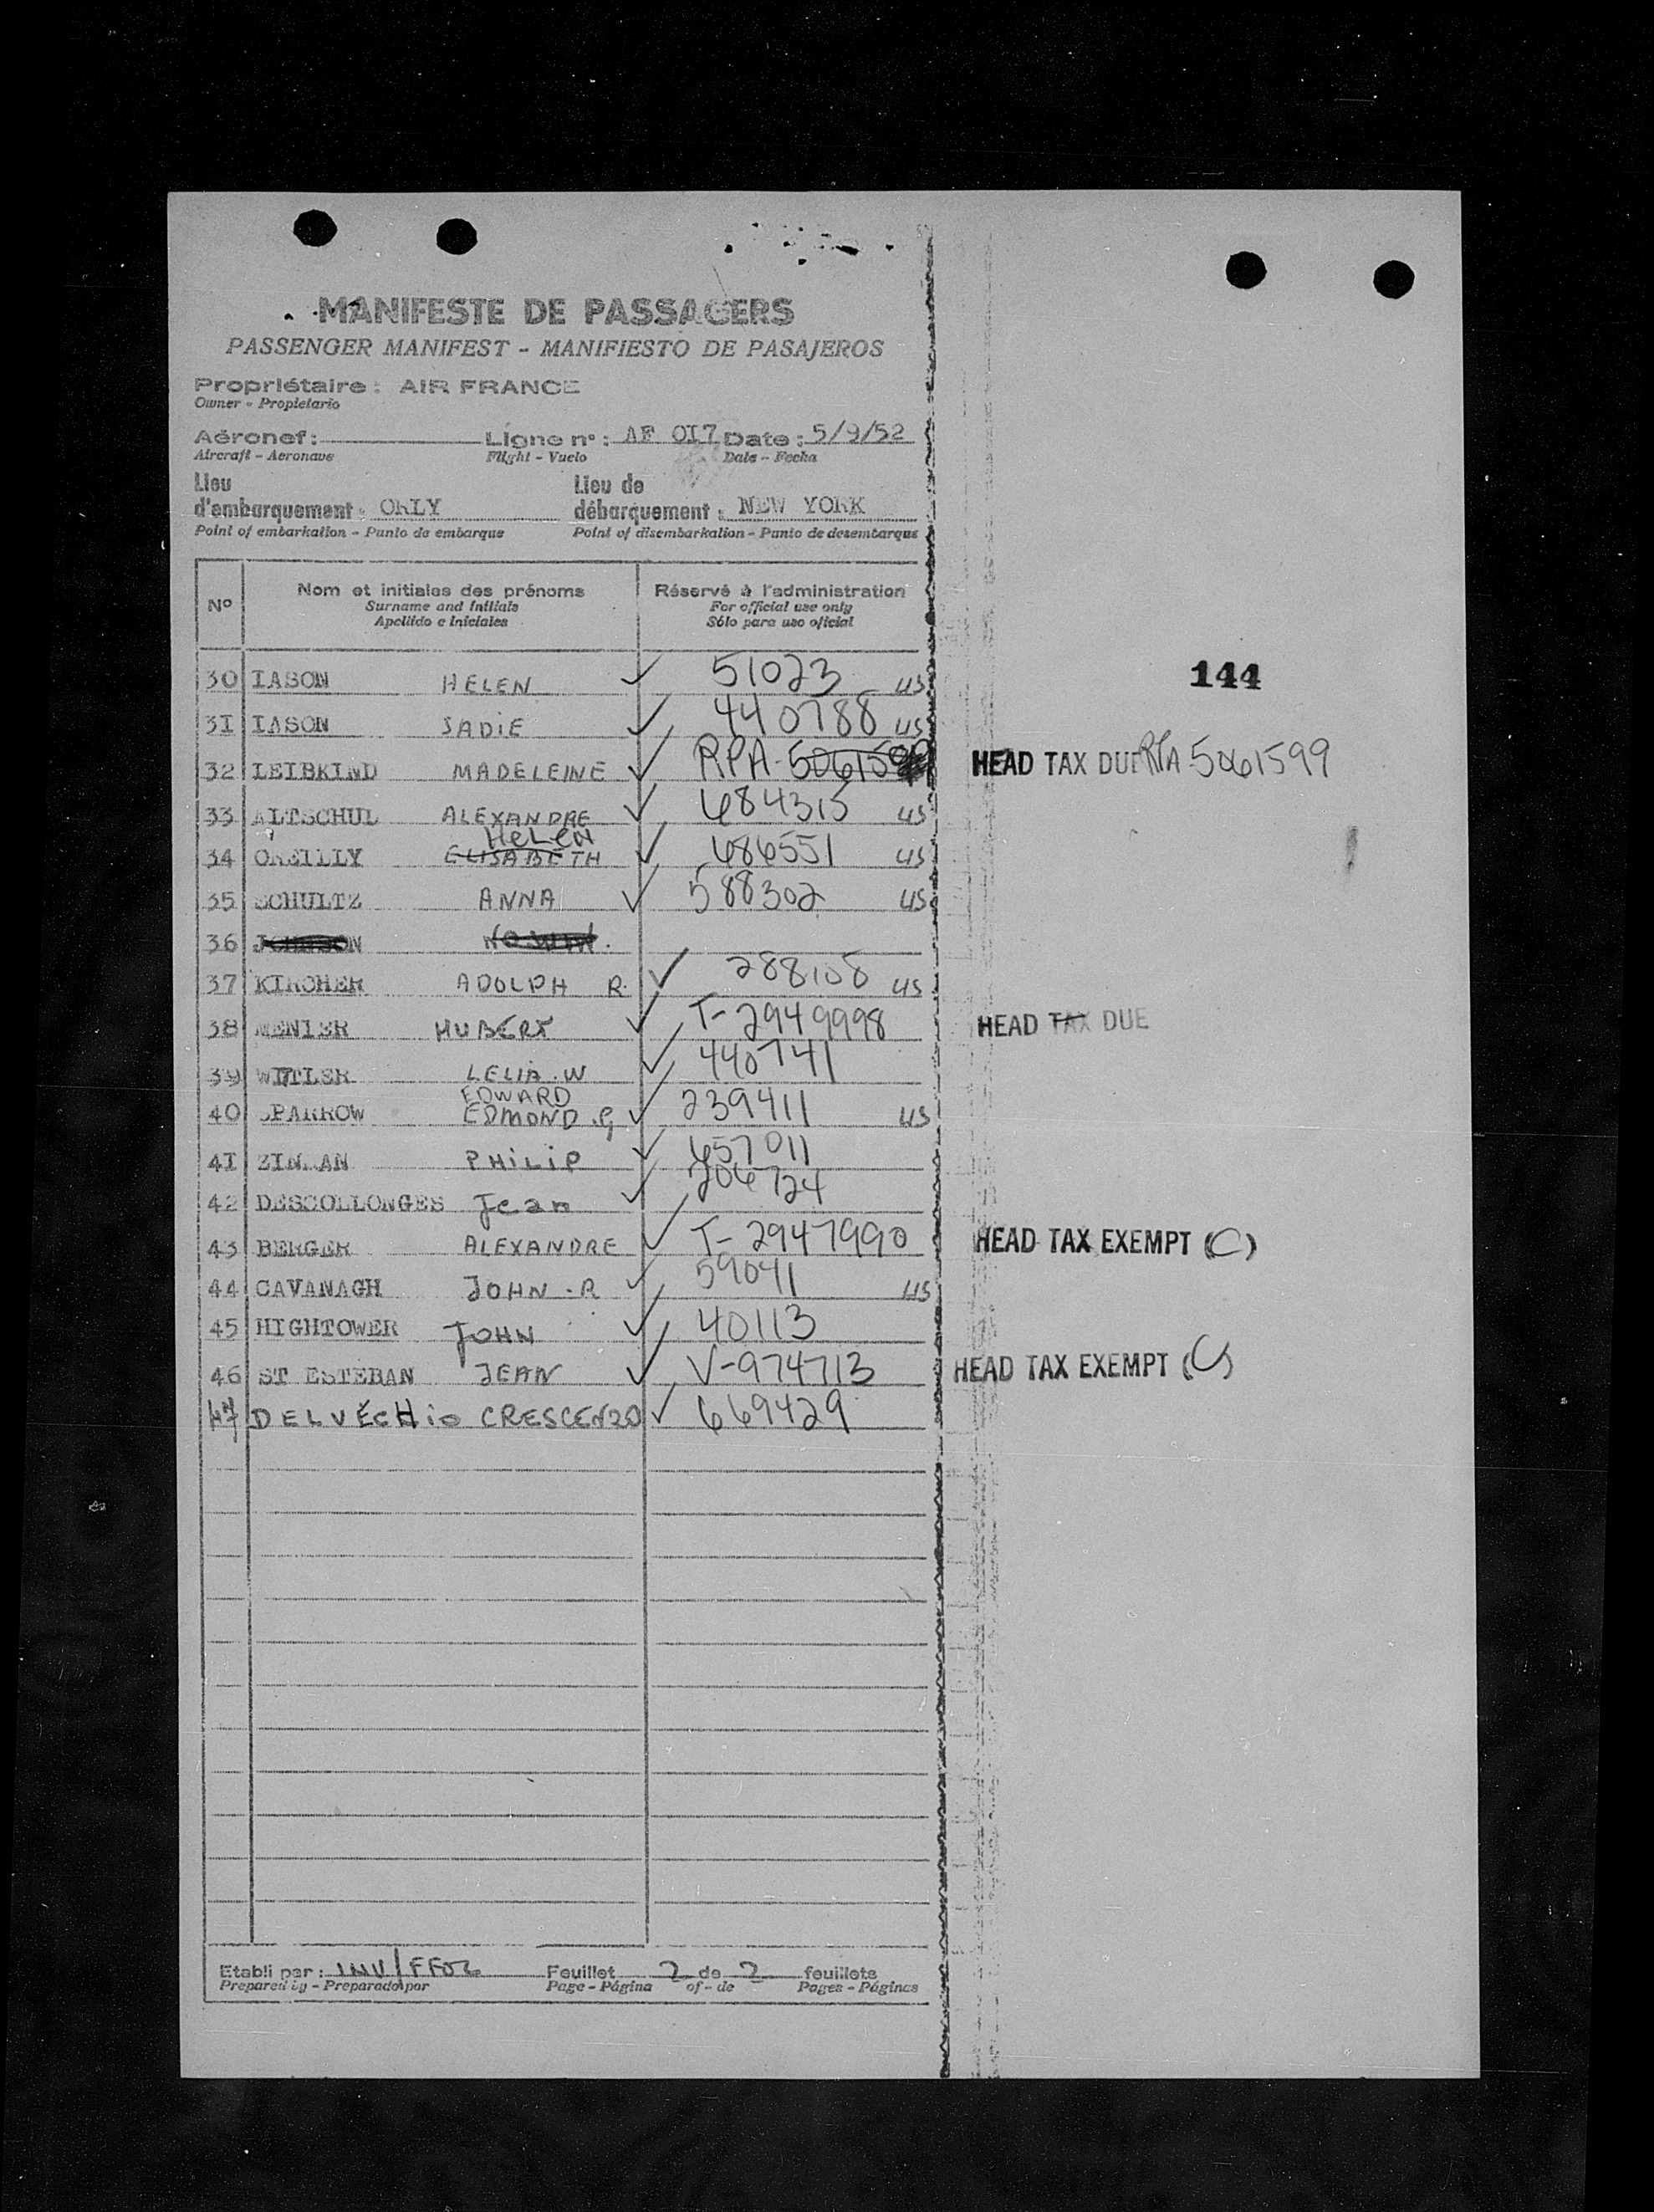 MANIFESTE DE PASSAGERS
PASSENGER MANIFEST - MANIFIESTO DE PASAJEROS
Propriétaire : AIR FRANCE
Owner - Propietario
Aéronef : Ligne n° : AF 017 Date : 5/9/52
Aircraft - Aeronave Flight - Vuelo Date - Fecha
Lieu d'embarquement : ORLY Lieu de débarquement : NEW YORK
Point of embarkation - Punto de embarque Point of disembarkation - Punto de desembarque
N° Nom et initiales des prénoms Réservé à l'administration
Surname and initials For official use only
Apellido e iniciales Sólo para uso oficial
30 IASON HELEN ✓ 51023 US
144
31 IASON SADIE ✓ 440788 US
32 LEIBKIND MADELEINE ✓ RPA-5061599 HEAD TAX DUE RPA 5061599
33 ALTSCHUL ALEXANDRE ✓ 684315 US
HELEN
34 OREILLY ELISABETH ✓ 686551 US
35 SCHULTZ ANNA ✓ 588302 US
36 JOHNSON
37 KIRCHER ADOLPH R. ✓ 288108 US
38 MENIER HUBERT ✓ T-2949998 HEAD TAX DUE
39 LELIA.W ✓ 440741
EDWARD
40 SPARROW EDMOND.G ✓ 239411 US
41 PHILIP ✓ 657011
42 DESCOLLONGES Jean ✓ 206724
43 BERGER ALEXANDRE ✓ T-2947990 HEAD TAX EXEMPT (C)
44 CAVANAGH JOHN.R ✓ 59041 US
45 HIGHTOWER JOHN ✓ 40113
46 ST ESTEBAN JEAN ✓ V-974713 HEAD TAX EXEMPT (C)
47 DELVECHio CRESCENZO ✓ 669429
Etabli par : Feuillet 2 de 2 feuillets
Prepared by - Preparado por Page - Página of - de Pages - Páginas